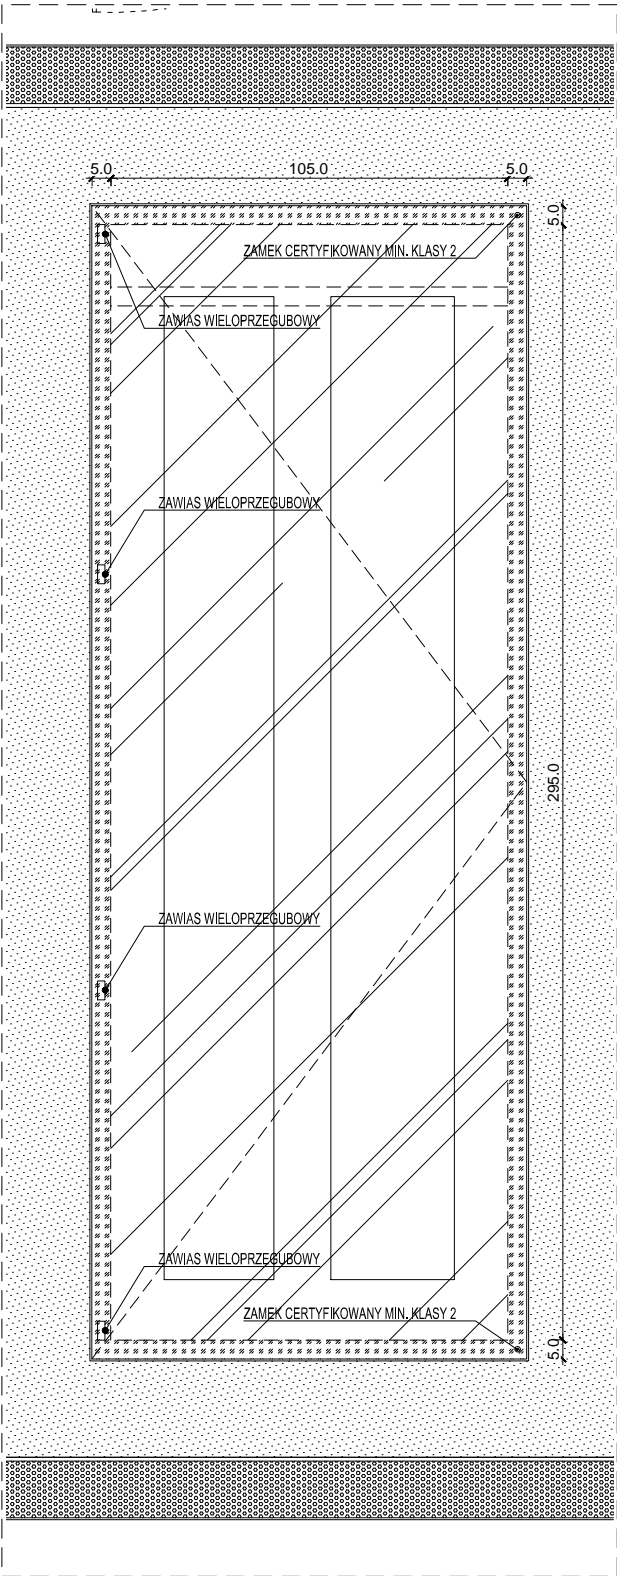 5.0
105.0
5.0
5.0
ZAMEK CERTYFIKOWANY MIN. KLASY 2
ZAWIAS WIELOPRZEGUBOWY
ZAWIAS WIELOPRZEGUBOWY
295.0
ZAWIAS WIELOPRZEGUBOWY
ZAWIAS WIELOPRZEGUBOWY
ZAMEK CERTYFIKOWANY MIN. KLASY 2
5.0